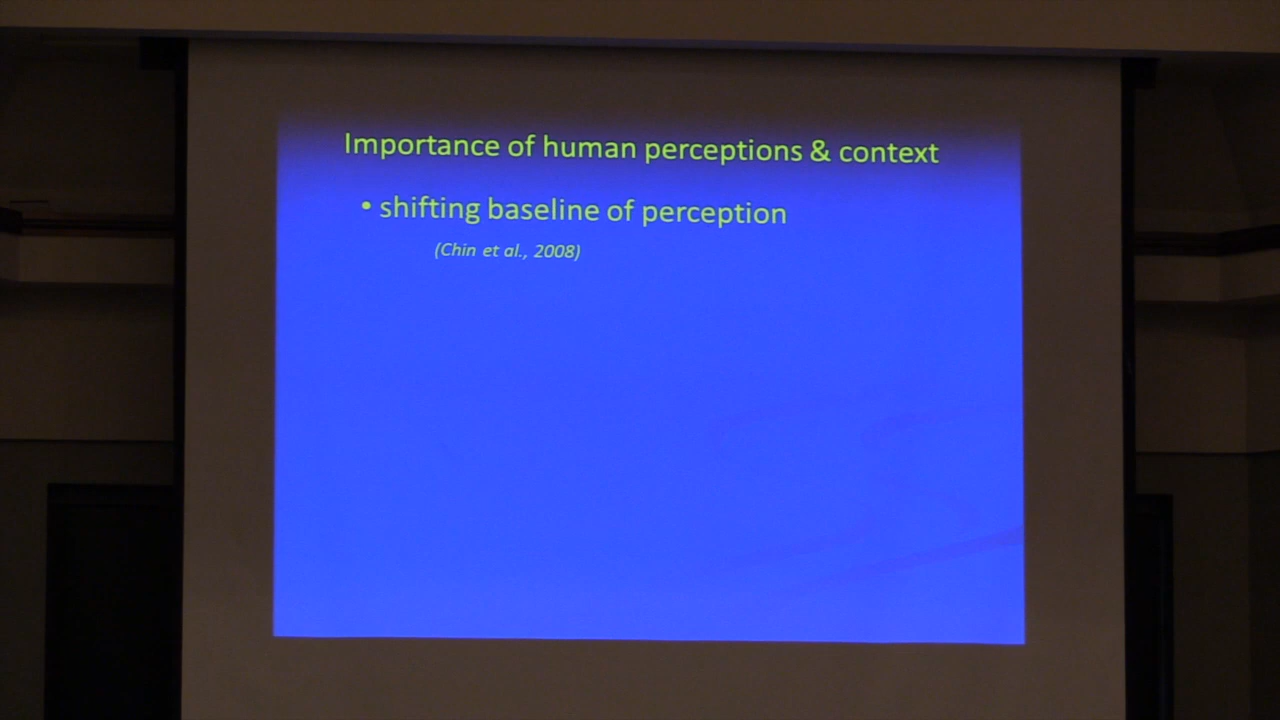 Importance of human perceptions & context
• shifting baseline of perception
(Chin et al., 2008)